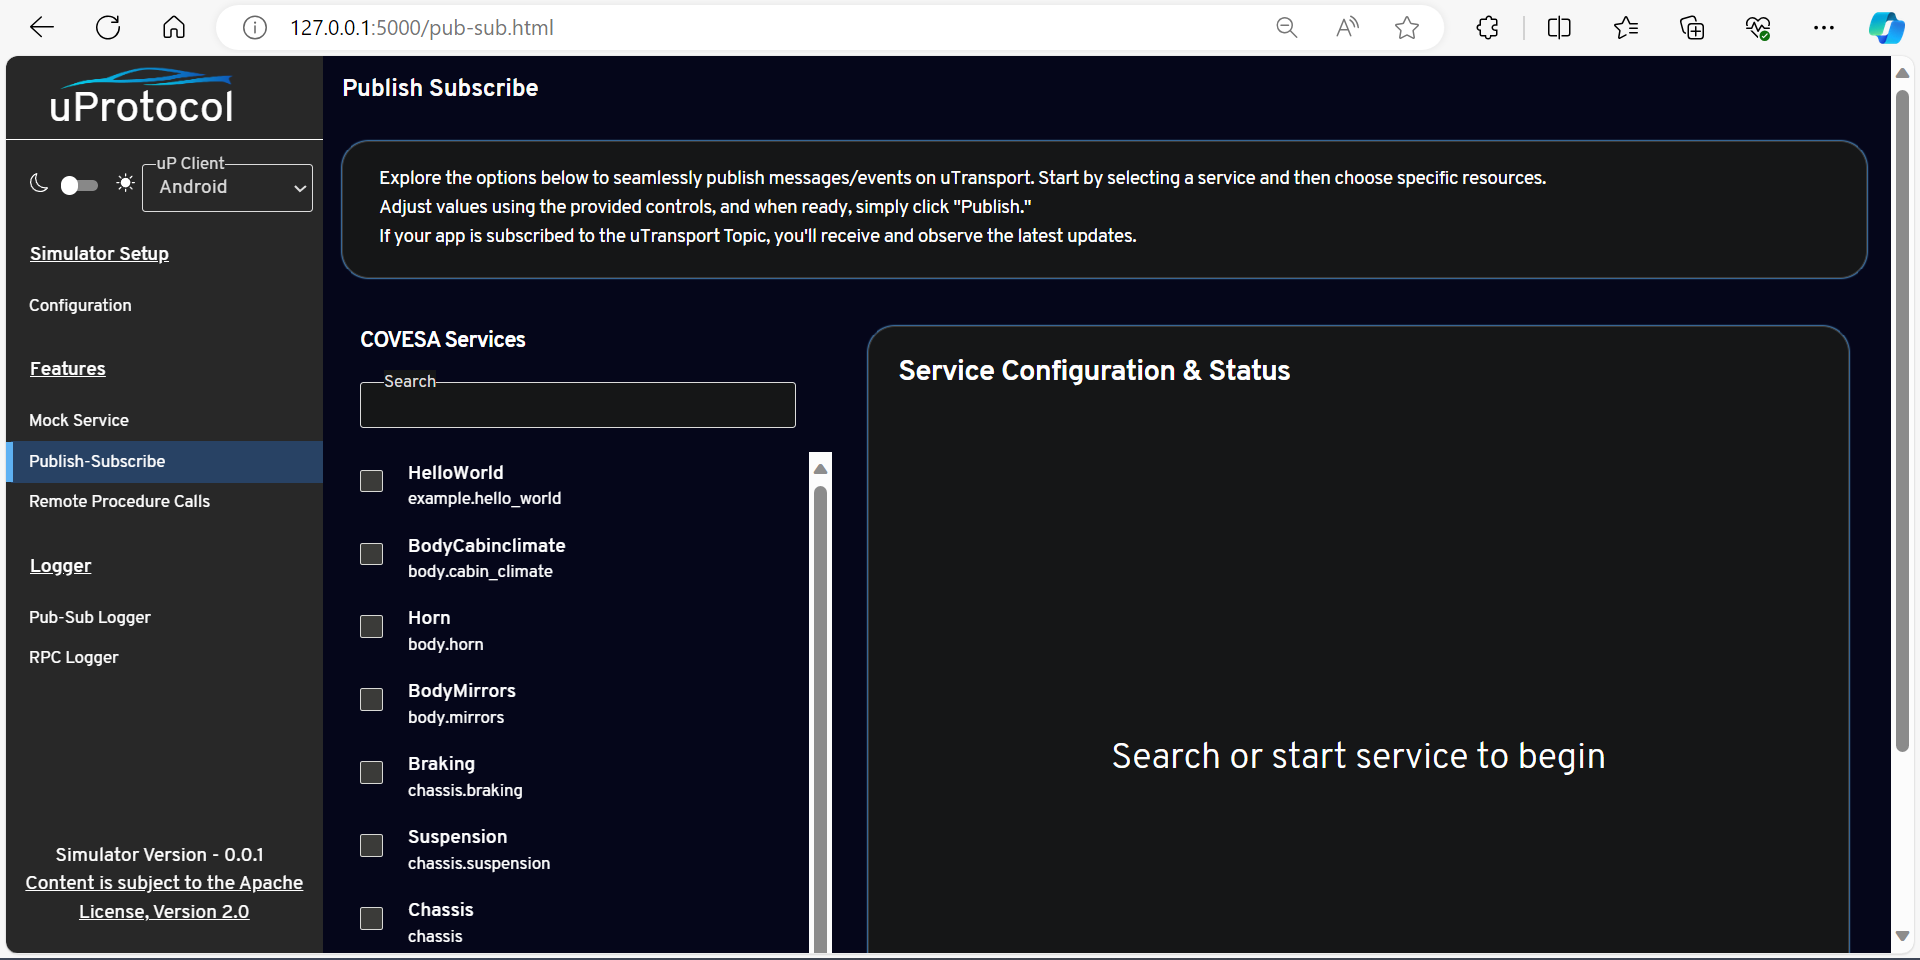 127.0.0.1:5000/pub-sub.html
uProtocol
uP Client
Android
Simulator Setup
Configuration
Features
Mock Service
Publish-Subscribe
Remote Procedure Calls
Logger
Pub-Sub Logger
RPC Logger
Simulator Version - 0.0.1
Content is subject to the Apache
License, Version 2.0
Publish Subscribe
Explore the options below to seamlessly publish messages/events on uTransport. Start by selecting a service and then choose specific resources.
Adjust values using the provided controls, and when ready, simply click "Publish."
If your app is subscribed to the uTransport Topic, you'll receive and observe the latest updates.
COVESA Services
Search
HelloWorld
example.hello_world
BodyCabinclimate
body.cabin_climate
Horn
body.horn
BodyMirrors
body.mirrors
Braking
chassis.braking
Suspension
chassis.suspension
Chassis
chassis
Service Configuration & Status
Search or start service to begin